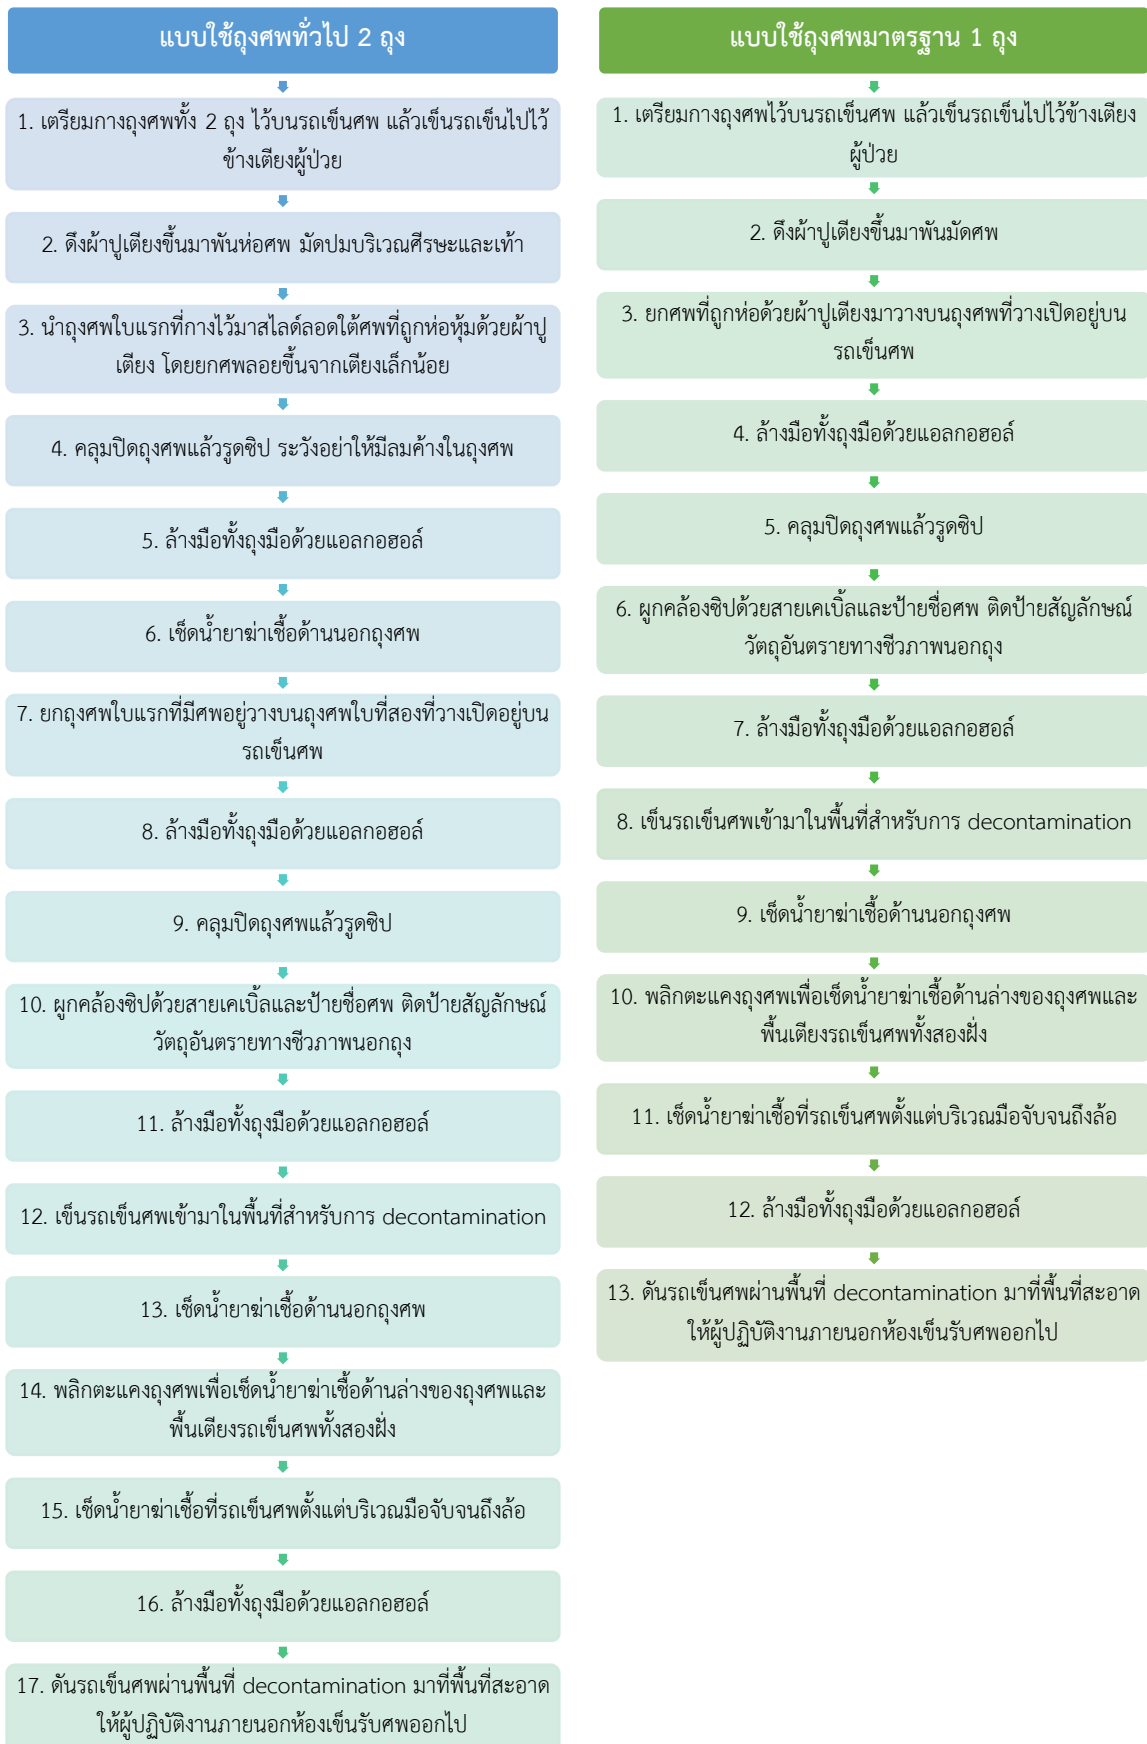 แบบใช้ถุงศพทั่วไป 2 ถุง
1. เตรียมกางถุงศพทั้ง 2 ถุง ไว้บนรถเข็นศพ แล้วเข็นรถเข็นไปไว้
ข้างเตียงผู้ป่วย
2. ดึงผ้าปูเตียงขึ้นมาพันห่อศพ มัดปมบริเวณศีรษะและเท้า
3. นำถุงศพใบแรกที่กางไว้มาสไลด์ลอดใต้ศพที่ถูกห่อหุ้มด้วยผ้าปู
เตียง โดยยกศพลอยขึ้นจากเตียงเล็กน้อย
4. คลุมปิดถุงศพแล้วรูดซิป ระวังอย่าให้มีลมค้างในถุงศพ
5. ล้างมือทั้งถุงมือด้วยแอลกอฮอล์
6. เช็ดน้ำยาฆ่าเชื้อด้านนอกถุงศพ
7. ยกถุงศพใบแรกที่มีศพอยู่วางบนถุงศพใบที่สองที่วางเปิดอยู่บน
รถเข็นศพ
8. ล้างมือทั้งถุงมือด้วยแอลกอฮอล์
9. คลุมปิดถุงศพแล้วรูดซิป
10. ผูกคล้องซิปด้วยสายเคเบิ้ลและป้ายชื่อศพ ติดป้ายสัญลักษณ์
วัตถุอันตรายทางชีวภาพนอกถุง
11. ล้างมือทั้งถุงมือด้วยแอลกอฮอล์
12. เข็นรถเข็นศพเข้ามาในพื้นที่สำหรับการ decontamination
13. เช็ดน้ำยาฆ่าเชื้อด้านนอกถุงศพ
14. พลิกตะแคงถุงศพเพื่อเช็ดน้ำยาฆ่าเชื้อด้านล่างของถุงศพและ
พื้นเตียงรถเข็นศพทั้งสองฝั่ง
15. เช็ดน้ำยาฆ่าเชื้อที่รถเข็นศพตั้งแต่บริเวณมือจับจนถึงล้อ
16. ล้างมือทั้งถุงมือด้วยแอลกอฮอล์
17. ดันรถเข็นศพผ่านพื้นที่ decontamination มาที่พื้นที่สะอาด
ให้ผู้ปฏิบัติงานภายนอกห้องเข็นรับศพออกไป
แบบใช้ถุงศพมาตรฐาน 1 ถุง
1. เตรียมกางถุงศพไว้บนรถเข็นศพ แล้วเข็นรถเข็นไปไว้ข้างเตียง
ผู้ป่วย
2. ดึงผ้าปูเตียงขึ้นมาพันมัดศพ
3. ยกศพที่ถูกห่อด้วยผ้าปูเตียงมาวางบนถุงศพที่วางเปิดอยู่บน
รถเข็นศพ
4. ล้างมือทั้งถุงมือด้วยแอลกอฮอล์
5. คลุมปิดถุงศพแล้วรูดซิป
6. ผูกคล้องซิปด้วยสายเคเบิ้ลและป้ายชื่อศพ ติดป้ายสัญลักษณ์
วัตถุอันตรายทางชีวภาพนอกถุง
7. ล้างมือทั้งถุงมือด้วยแอลกอฮอล์
8. เข็นรถเข็นศพเข้ามาในพื้นที่สำหรับการ decontamination
9. เช็ดน้ำยาฆ่าเชื้อด้านนอกถุงศพ
10. พลิกตะแคงถุงศพเพื่อเช็ดน้ำยาฆ่าเชื้อด้านล่างของถุงศพและ
พื้นเตียงรถเข็นศพทั้งสองฝั่ง
11. เช็ดน้ำยาฆ่าเชื้อที่รถเข็นศพตั้งแต่บริเวณมือจับจนถึงล้อ
12. ล้างมือทั้งถุงมือด้วยแอลกอฮอล์
13. ดันรถเข็นศพผ่านพื้นที่ decontamination มาที่พื้นที่สะอาด
ให้ผู้ปฏิบัติงานภายนอกห้องเข็นรับศพออกไป